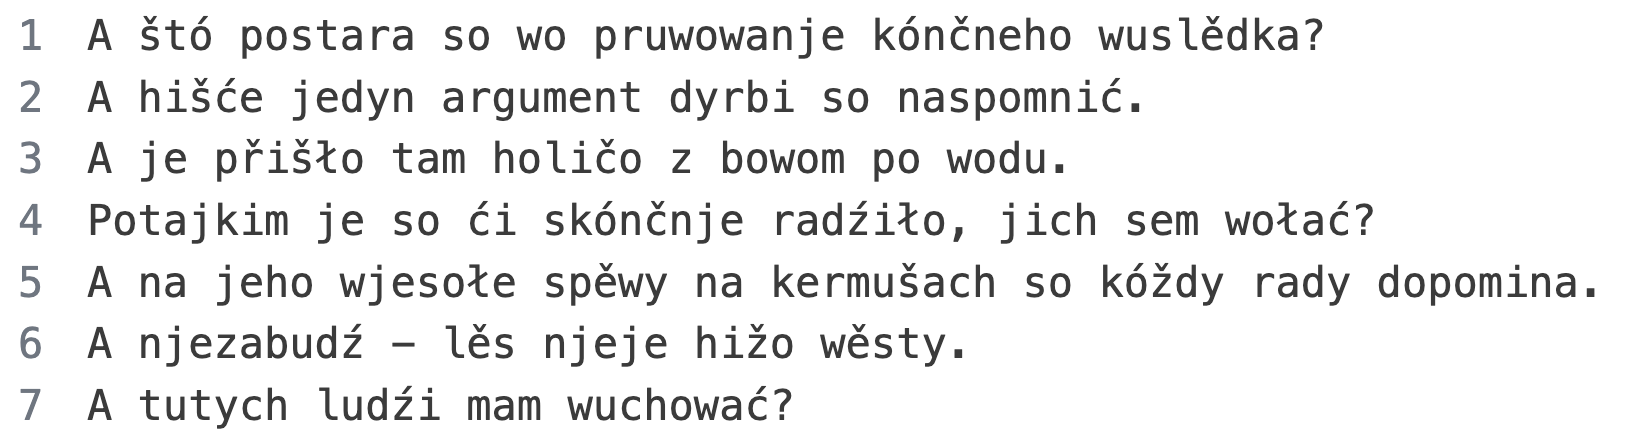 1 A štó postara so wo pruwowanje kónčneho wuslědka?
2 A hišće jedyn argument dyrbi so naspomnić.
3 A je přišło tam holičo z bowom po wodu.
4 Potajkim je so ći skónčnje radźiło, jich sem wołać?
5 A na jeho wjesołe spěwy na kermušach so kóždy rady dopomina.
6 A njezabudź – lěs njeje hižo wěsty.
7 A tutych ludźi mam wuchować?